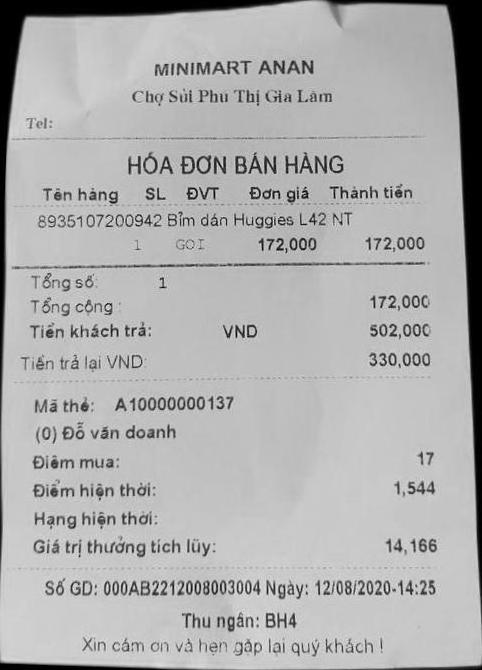 MINIMART ANAN
Chợ Sủi Phú Thị Gia Lâm
Tel:
HÓA ĐƠN BÁN HÀNG
Tên hàng SL ĐVT Đơn giá Thành tiền
8935107200942 Bỉm dán Huggies L42 NT
1 GOI 172,000 172,000
Tổng số: 1
Tổng cộng : 172,000
Tiền khách trả: VND 502,000
Tiền trả lại VND: 330,000
Mã thẻ: A10000000137
(0) Đỗ văn doanh
Điểm mua: 17
Điểm hiện thời: 1,544
Hạng hiện thời:
Giá trị thưởng tích lũy: 14,166
Số GD: 000AB2212008003004 Ngày: 12/08/2020-14:25
Thu ngân: BH4
Xin cảm ơn và hẹn gặp lại quý khách !